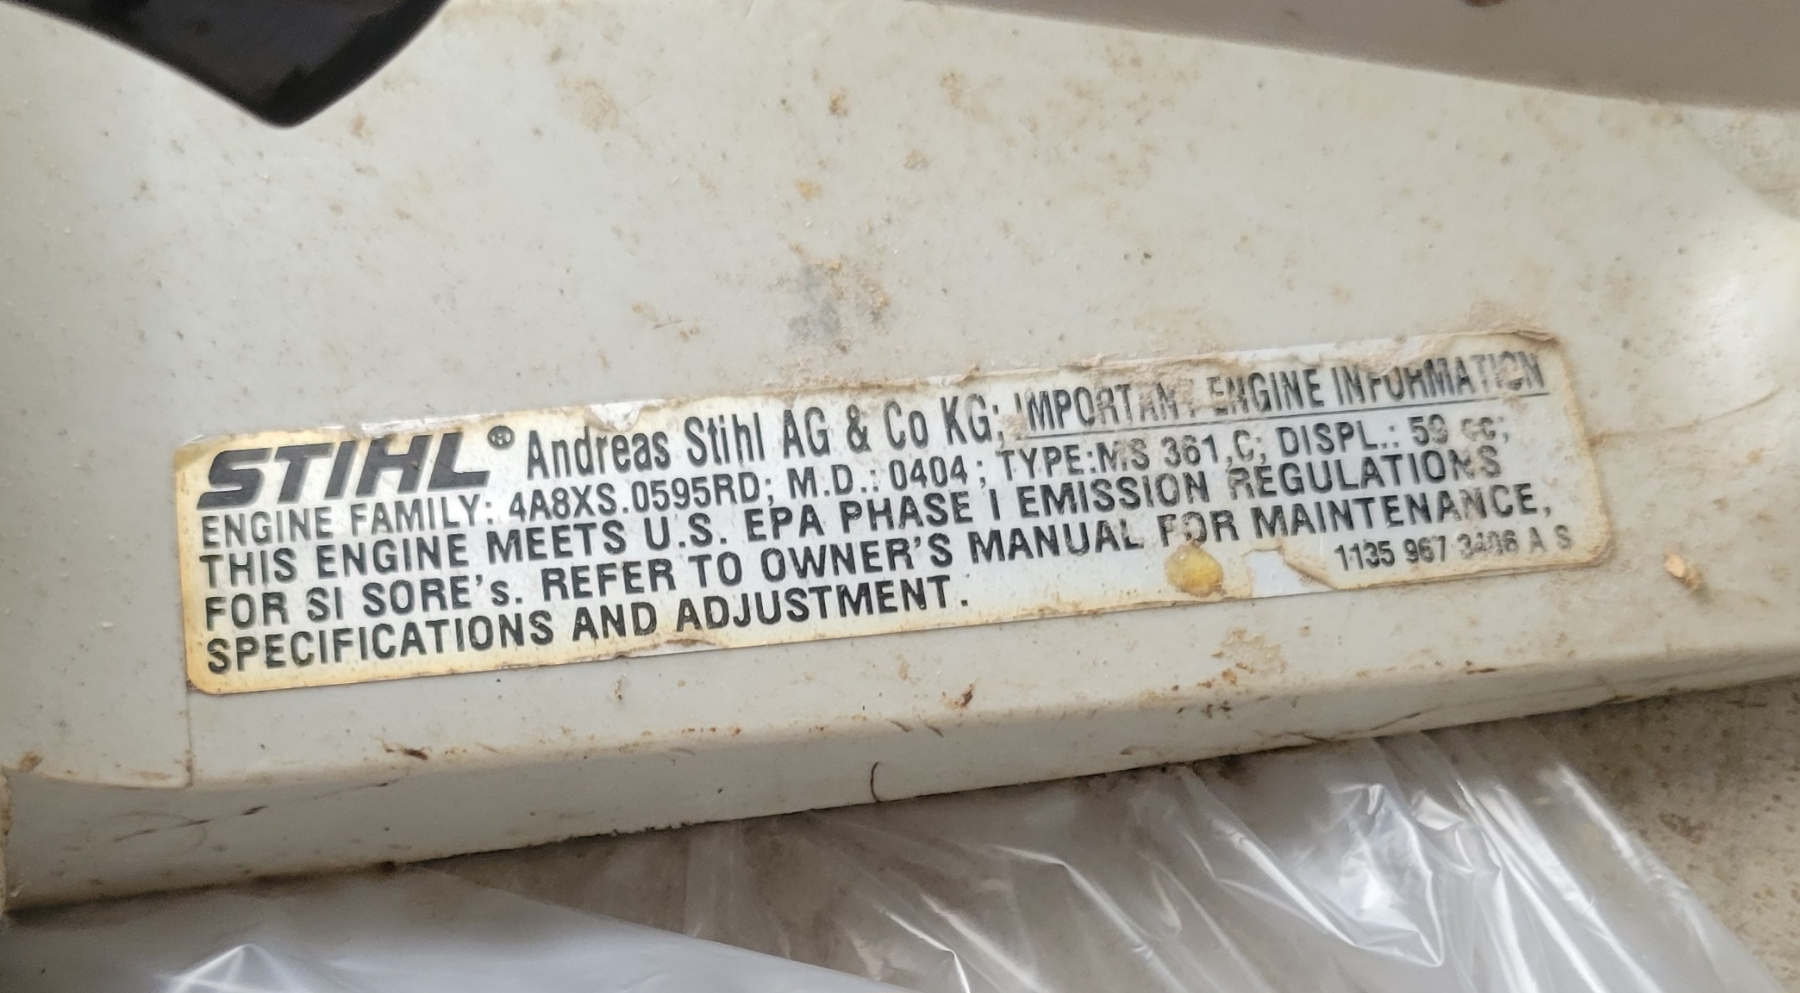 STIHL® Andreas Stihl AG & Co KG; IMPORTANT ENGINE INFORMATION
ENGINE FAMILY: 4A8XS.0595RD; M.D.: 0404; TYPE:MS 361,C; DISPL.: 59 cc;
THIS ENGINE MEETS U.S. EPA PHASE I EMISSION REGULATIONS
FOR SI SORE's. REFER TO OWNER'S MANUAL FOR MAINTENANCE,
SPECIFICATIONS AND ADJUSTMENT.
1135 967 3406 A S